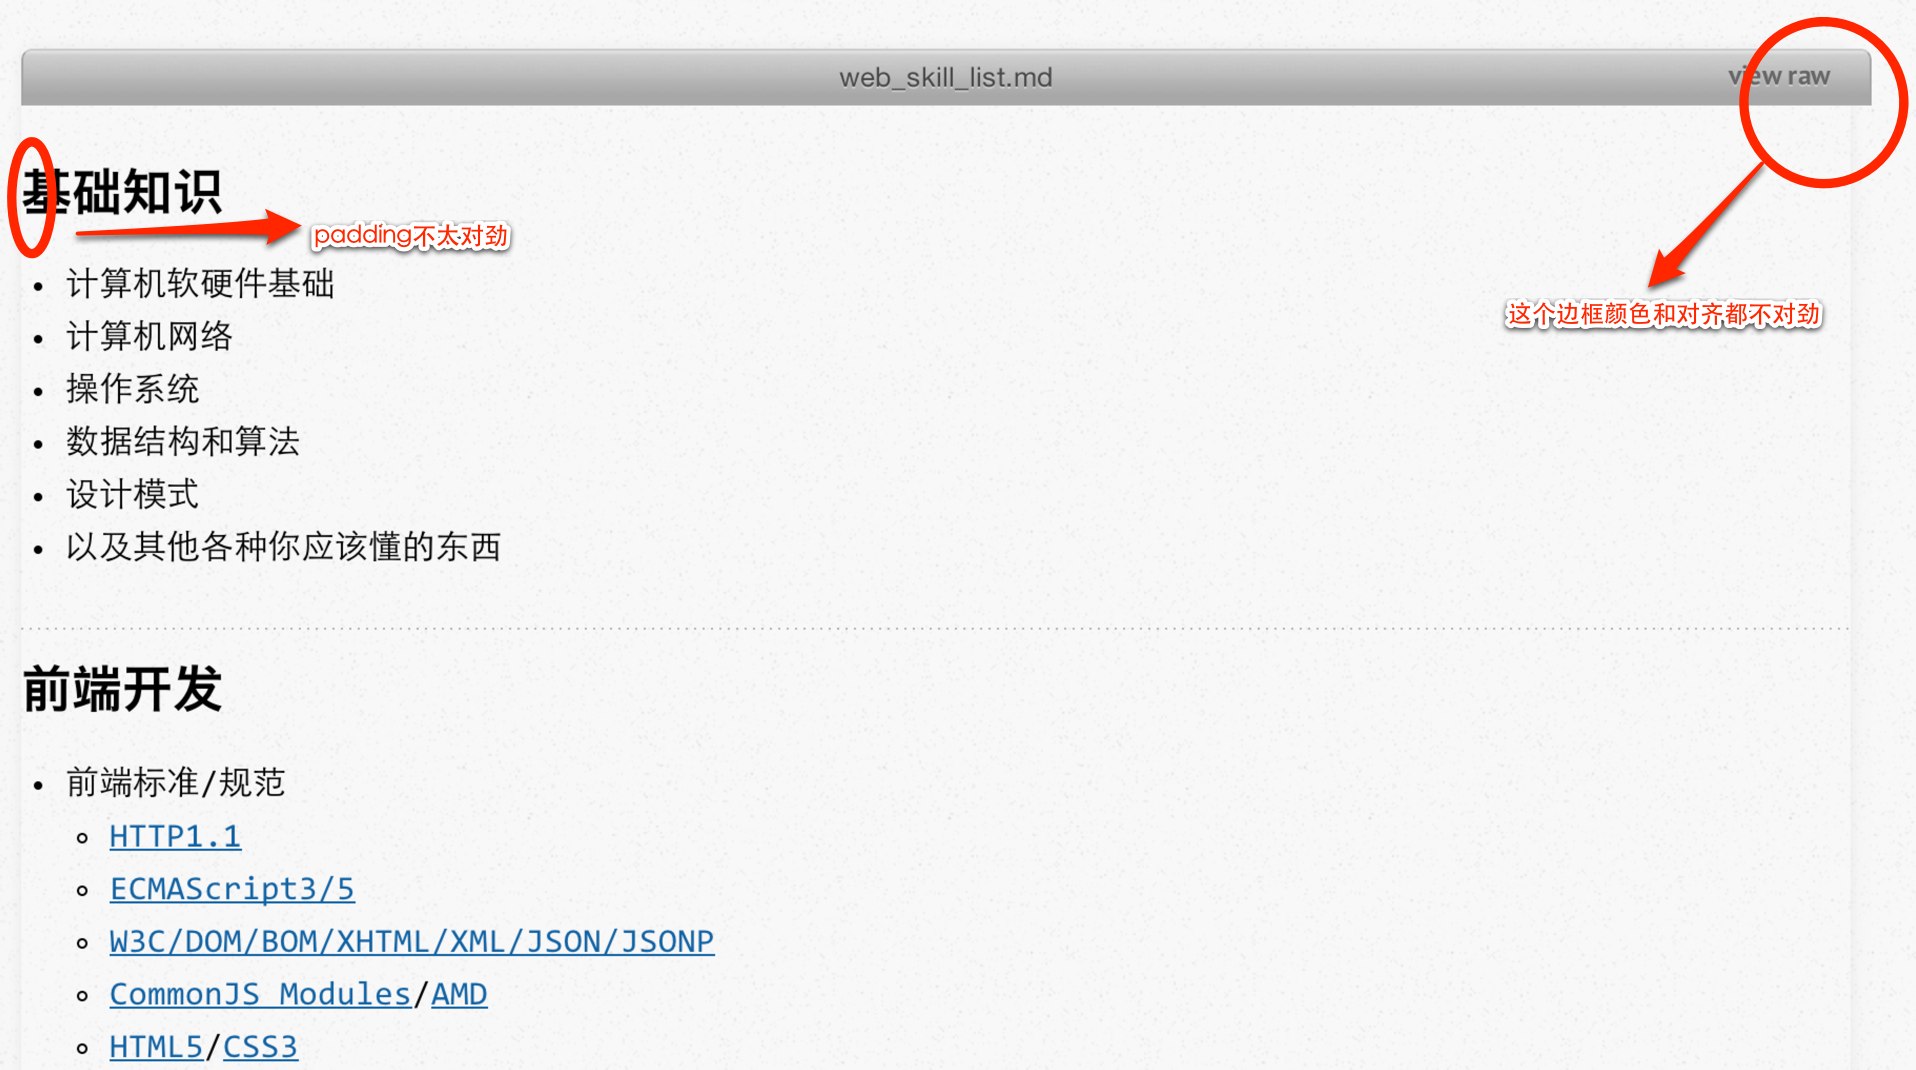 web_skill_list.md
view raw
基础知识
padding不太对劲
计算机软硬件基础
这个边框颜色和对齐都不对劲
计算机网络
操作系统
数据结构和算法
设计模式
以及其他各种你应该懂的东西
前端开发
前端标准/规范
HTTP1.1
ECMAScript3/5
W3C/DOM/BOM/XHTML/XML/JSON/JSONP
CommonJS Modules/AMD
HTML5/CSS3